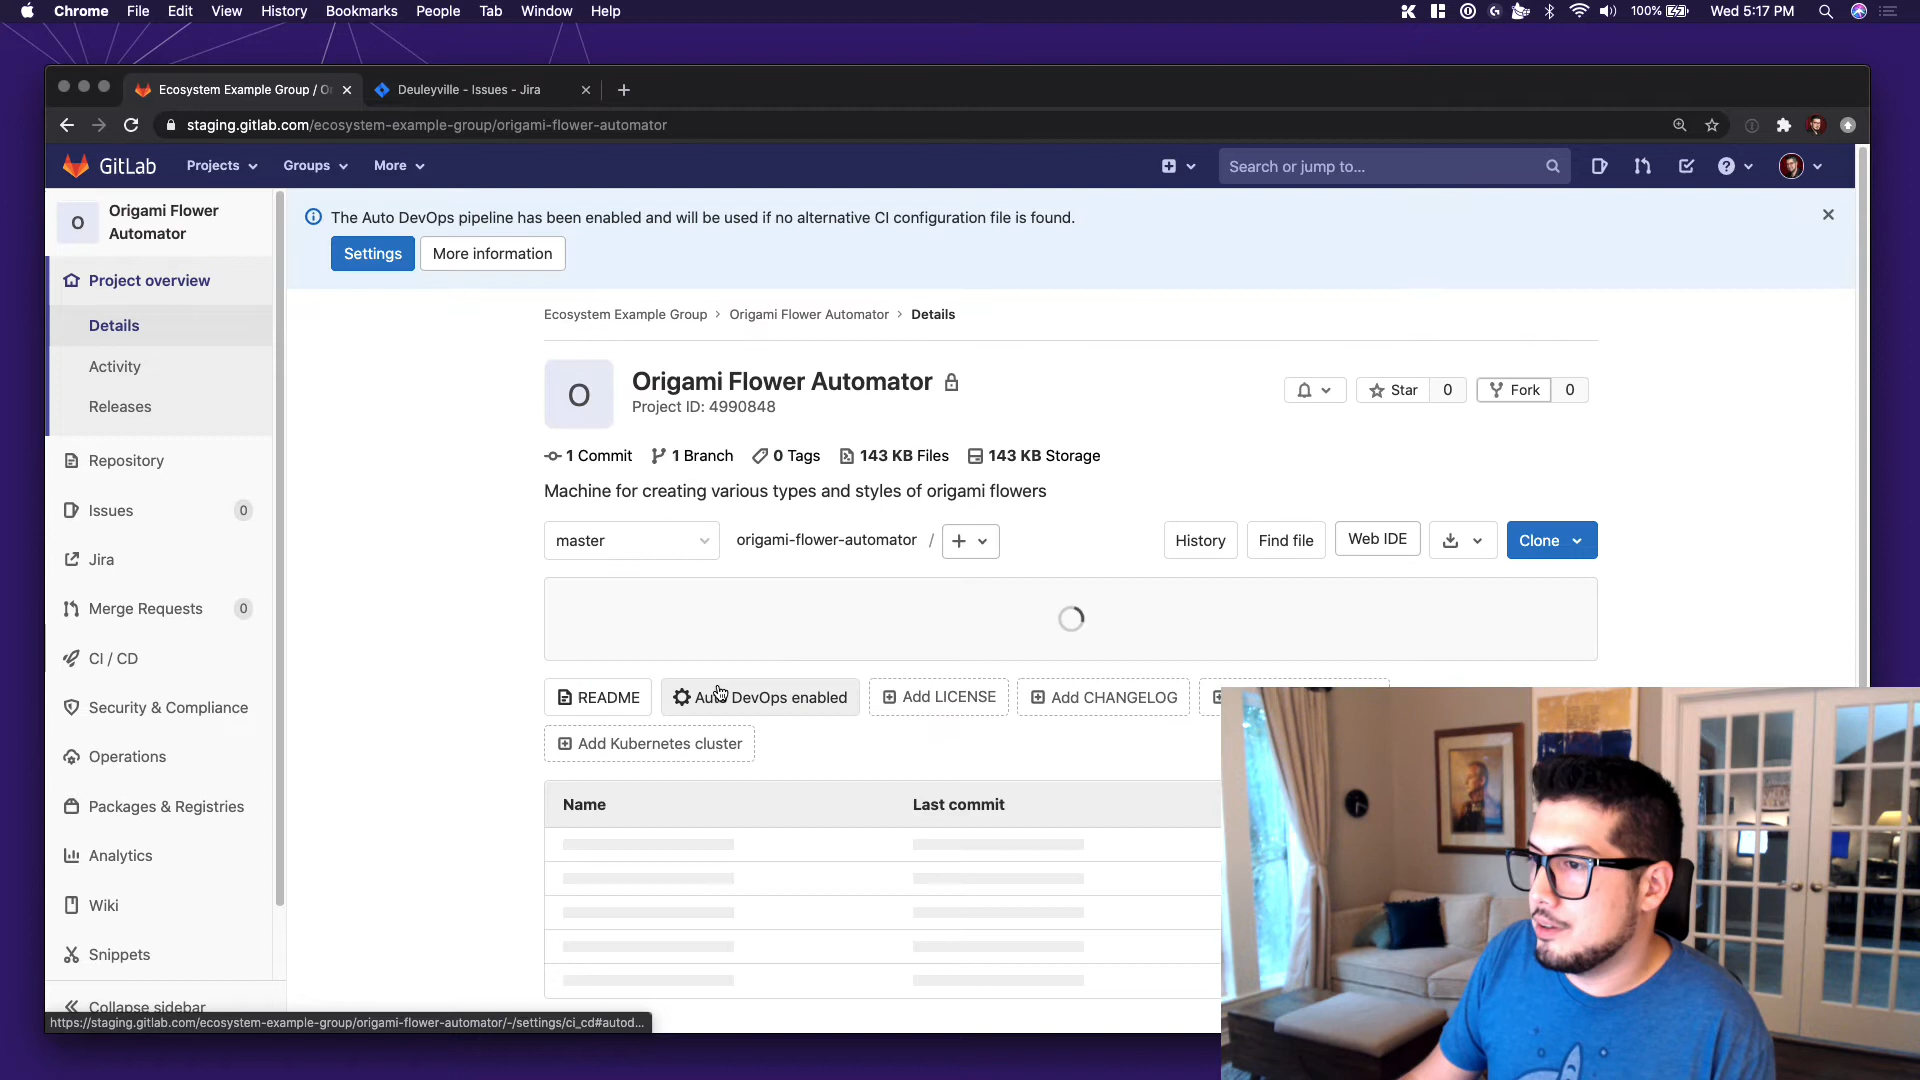 Chrome File Edit View History Bookmarks People Tab Window Help 100% Wed 5:17 PM
Ecosystem Example Group / O Deuleyville - Issues - Jira
staging.gitlab.com/ecosystem-example-group/origami-flower-automator
GitLab Projects Groups More Search or jump to...
Origami Flower
Automator
Project overview
Details
Activity
Releases
Repository
Issues 0
Jira
Merge Requests 0
CI / CD
Security & Compliance
Operations
Packages & Registries
Analytics
Wiki
Snippets
Collapse sidebar
https://staging.gitlab.com/ecosystem-example-group/origami-flower-automator/-/settings/ci_cd#autod...
The Auto DevOps pipeline has been enabled and will be used if no alternative CI configuration file is found.
Settings More information
Ecosystem Example Group › Origami Flower Automator › Details
O
O
Origami Flower Automator
Project ID: 4990848
Star 0 Fork 0
1 Commit 1 Branch 0 Tags 143 KB Files 143 KB Storage
Machine for creating various types and styles of origami flowers
master origami-flower-automator / + History Find file Web IDE Clone
README Auto DevOps enabled Add LICENSE Add CHANGELOG
Add Kubernetes cluster
Name Last commit